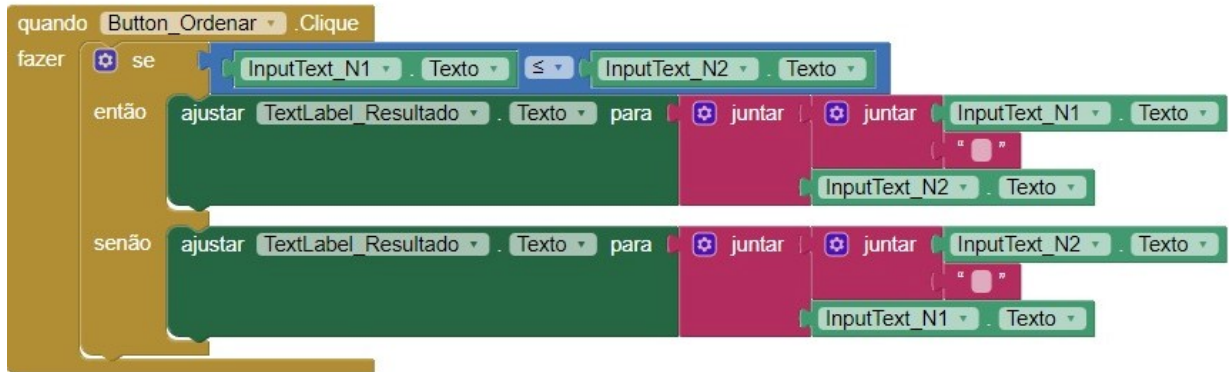 quando Button_Ordenar .Clique
fazer se InputText_N1 . Texto ≤ InputText_N2 . Texto
então ajustar TextLabel_Resultado . Texto para juntar juntar InputText_N1 . Texto
“ ”
InputText_N2 . Texto
senão ajustar TextLabel_Resultado . Texto para juntar juntar InputText_N2 . Texto
“ ”
InputText_N1 . Texto